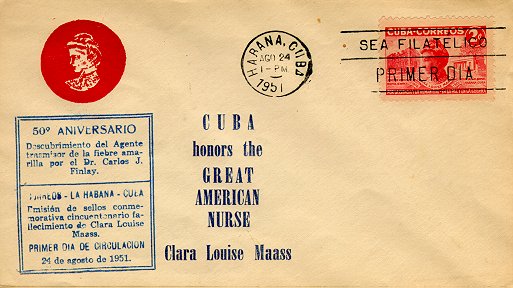 HABANA, CUBA
AGO 24
1-P.M.
1951
CUBA-CORREOS 2¢
SEA FILATELICO
PRIMER DIA
50º ANIVERSARIO
Descubrimiento del Agente
trasmisor de la fiebre ama-
rilla por el Dr. Carlos J.
Finlay.
CORREOS - LA HABANA - CUBA
Emisión de sellos conme-
morativa cincuentenario fa-
llecimiento de Clara Louise
Maass.
PRIMER DIA DE CIRCULACION
24 de agosto de 1951.
CUBA
honors the
GREAT
AMERICAN
NURSE
Clara Louise Maass